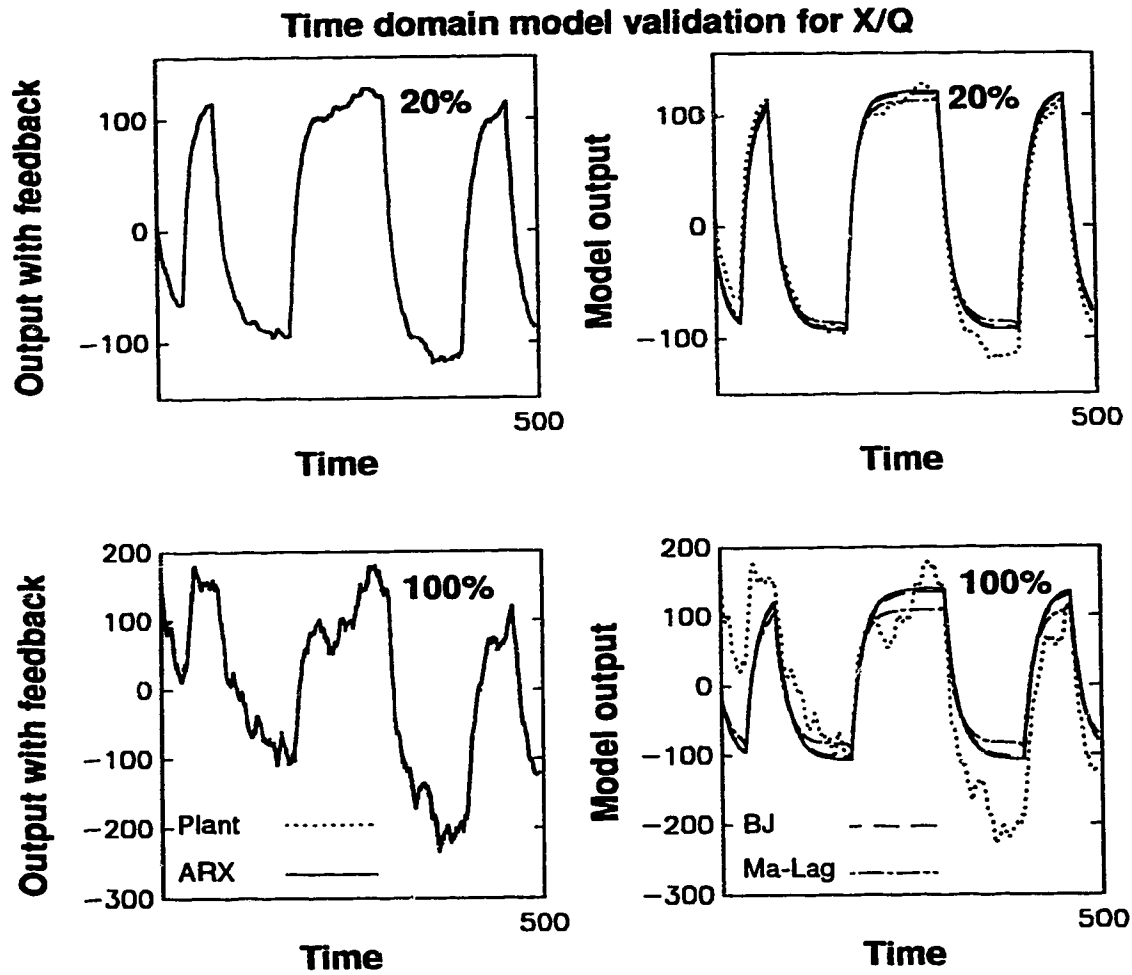 Time domain model validation for X/Q
Output with feedback
100
0
−100
20%
500
Time
Model output
100
0
−100
20%
500
Time
Output with feedback
200
100
0
−100
−200
−300
100%
Plant
ARX
500
Time
Model output
200
100
0
−100
−200
−300
100%
BJ
Ma-Lag
500
Time